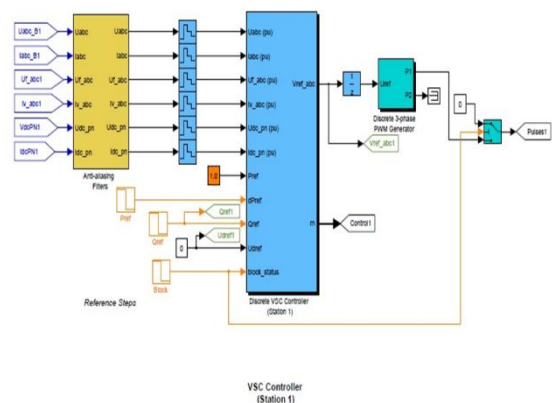 Uabc_B1
Iabc_B1
Uf_abc1
Iv_abc1
VdcPN1
IdcPN1
Uabc
Iabc
Uf_abc
Iv_abc
Udc_pn
Idc_pn
Uabc
Iabc
Uf_abc
Iv_abc
Udc_pn
Idc_pn
Anti-aliasing
Filters
Uabc (pu)
Iabc (pu)
Uf_abc (pu)
Iv_abc (pu)
Udc_pn (pu)
Idc_pn (pu)
Pref
dPref
Qref
Udref
block_status
Vref_abc
m
Discrete VSC Controller
(Station 1)
1,0
Pref
Qref1
Qref
Udref1
0
Block
Reference Steps
1
z
Uref
P1
P2
Discrete 3-phase
PWM Generator
Vref_abc1
0
Pulses1
Control1
VSC Controller
(Station 1)